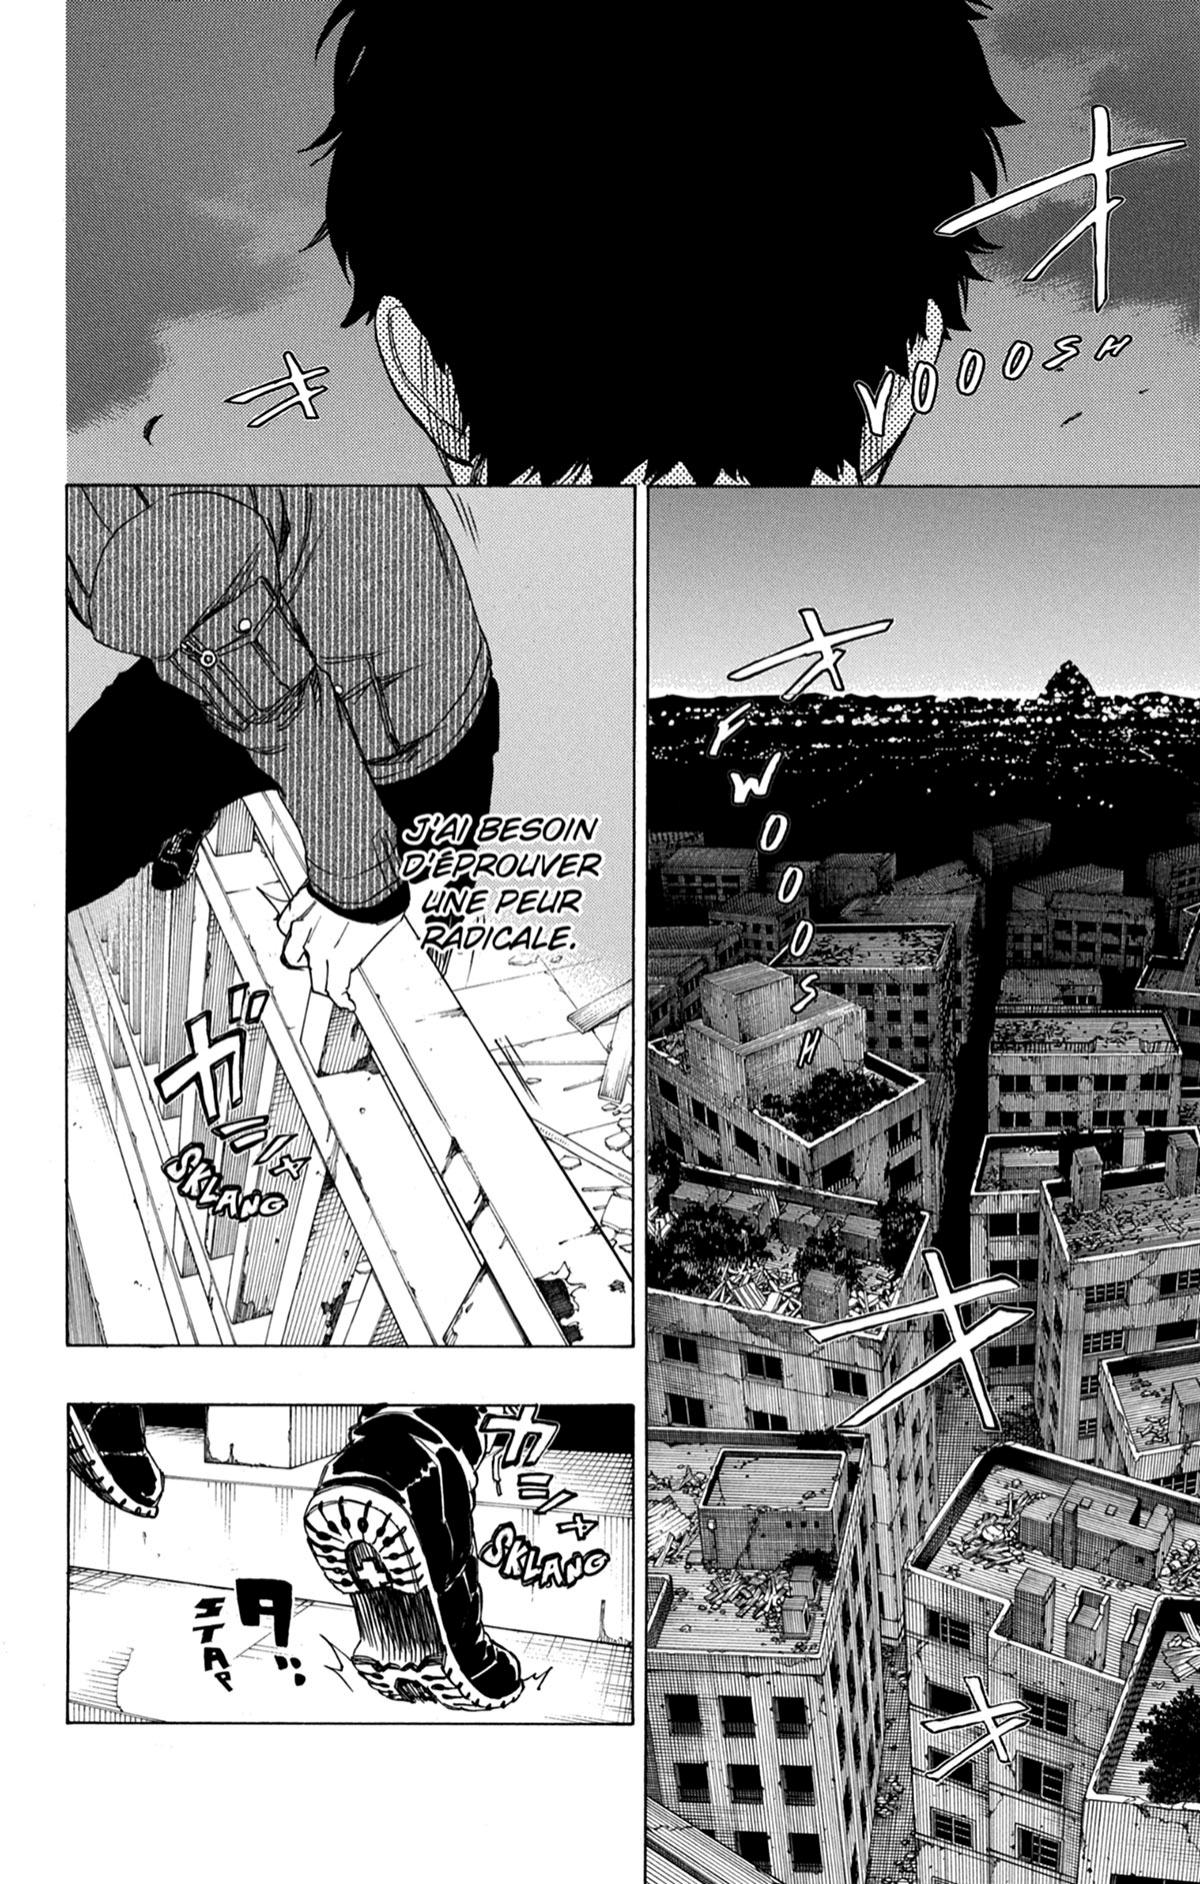 オ
オ
VOOOSH
オ
FWOOOSH
オ
オ
J'AI BESOIN
D'ÉPROUVER
UNE PEUR
RADICALE.
ガ
シャ
SKLANG
ガ
シャ
SKLANG
タ
STAP